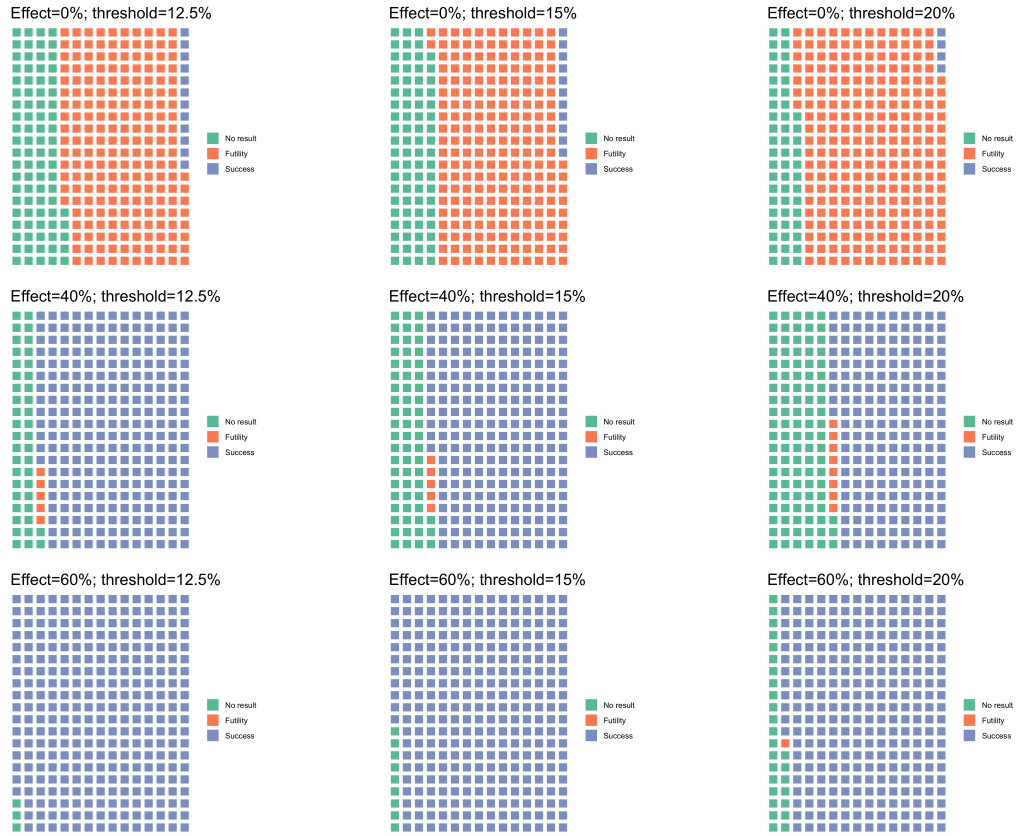 Effect=0%; threshold=12.5%
No result
Futility
Success
Effect=0%; threshold=15%
No result
Futility
Success
Effect=0%; threshold=20%
No result
Futility
Success
Effect=40%; threshold=12.5%
No result
Futility
Success
Effect=40%; threshold=15%
No result
Futility
Success
Effect=40%; threshold=20%
No result
Futility
Success
Effect=60%; threshold=12.5%
No result
Futility
Success
Effect=60%; threshold=15%
No result
Futility
Success
Effect=60%; threshold=20%
No result
Futility
Success